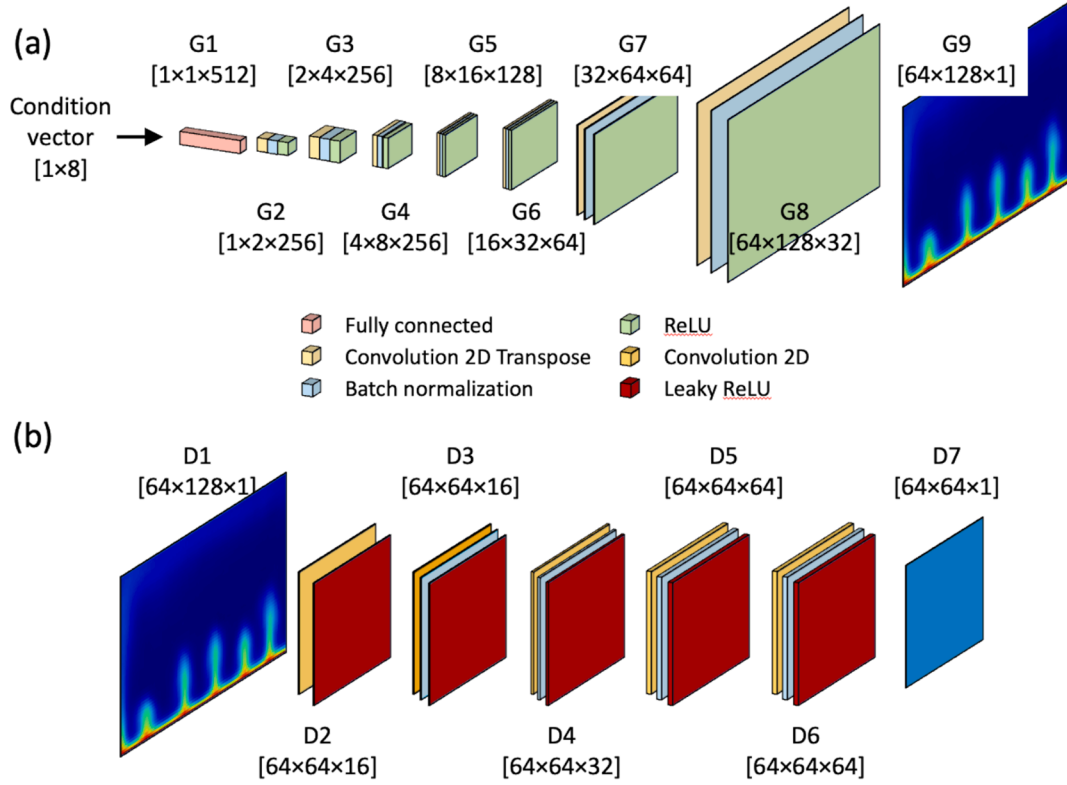 (a)
G1
[1×1×512]
G3
[2×4×256]
G5
[8×16×128]
G7
[32×64×64]
G9
[64×128×1]
Condition
vector
[1×8]
G2
[1×2×256]
G4
[4×8×256]
G6
[16×32×64]
G8
[64×128×32]
Fully connected
ReLU
Convolution 2D Transpose
Convolution 2D
Batch normalization
Leaky ReLU
(b)
D1
[64×128×1]
D3
[64×64×16]
D5
[64×64×64]
D7
[64×64×1]
D2
[64×64×16]
D4
[64×64×32]
D6
[64×64×64]